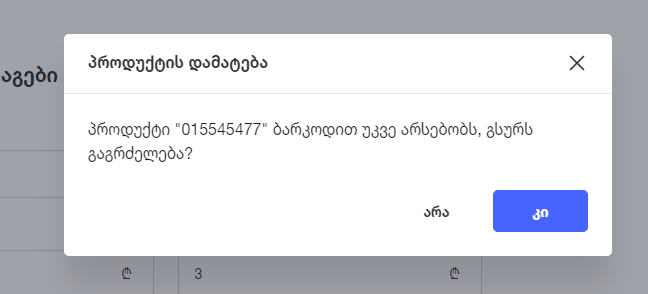 აგები
პროდუქტის დამატება
პროდუქტი "015545477" ბარკოდით უკვე არსებობს, გსურს
გაგრძელება?
არა
კი
₾
3
₾